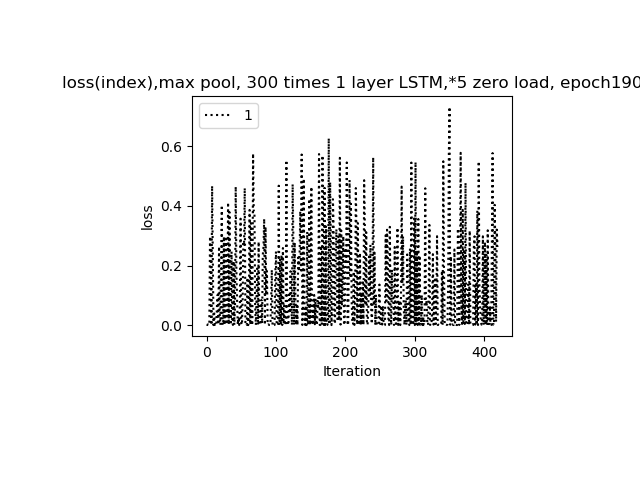 loss(index),max pool, 300 times 1 layer LSTM,*5 zero load, epoch190
1
loss
0.6
0.4
0.2
0.0
0 100 200 300 400
Iteration